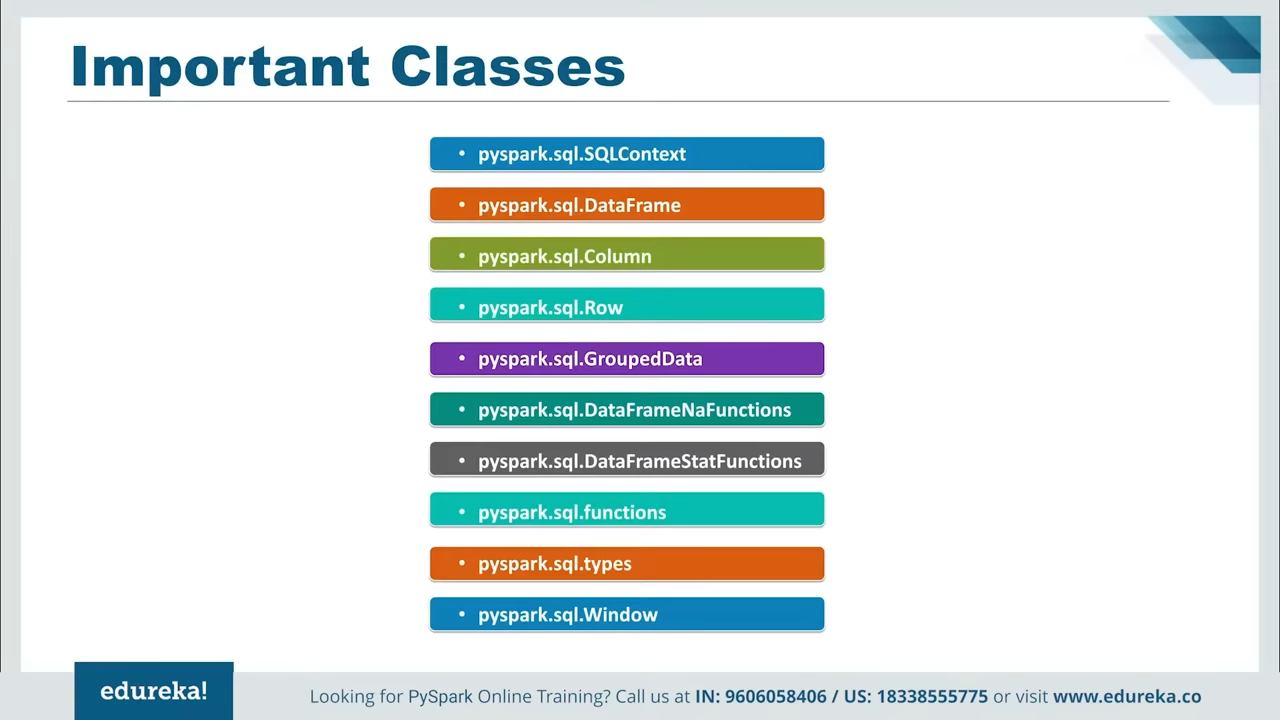 Important Classes
• pyspark.sql.SQLContext
• pyspark.sql.DataFrame
• pyspark.sql.Column
• pyspark.sql.Row
• pyspark.sql.GroupedData
• pyspark.sql.DataFrameNaFunctions
• pyspark.sql.DataFrameStatFunctions
• pyspark.sql.functions
• pyspark.sql.types
• pyspark.sql.Window
edureka!
Looking for PySpark Online Training? Call us at IN: 9606058406 / US: 18338555775 or visit www.edureka.co